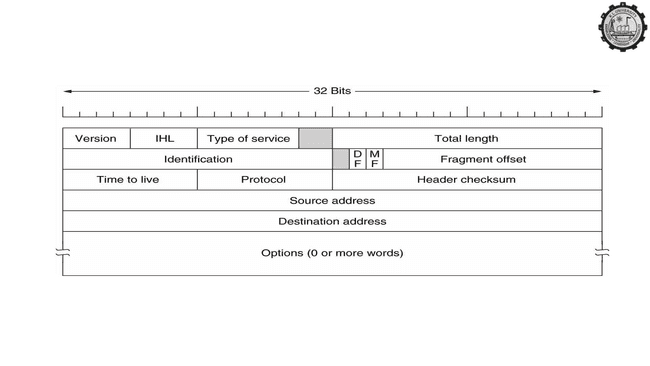 32 Bits
Version IHL Type of service Total length
Identification D F M F Fragment offset
Time to live Protocol Header checksum
Source address
Destination address
Options (0 or more words)